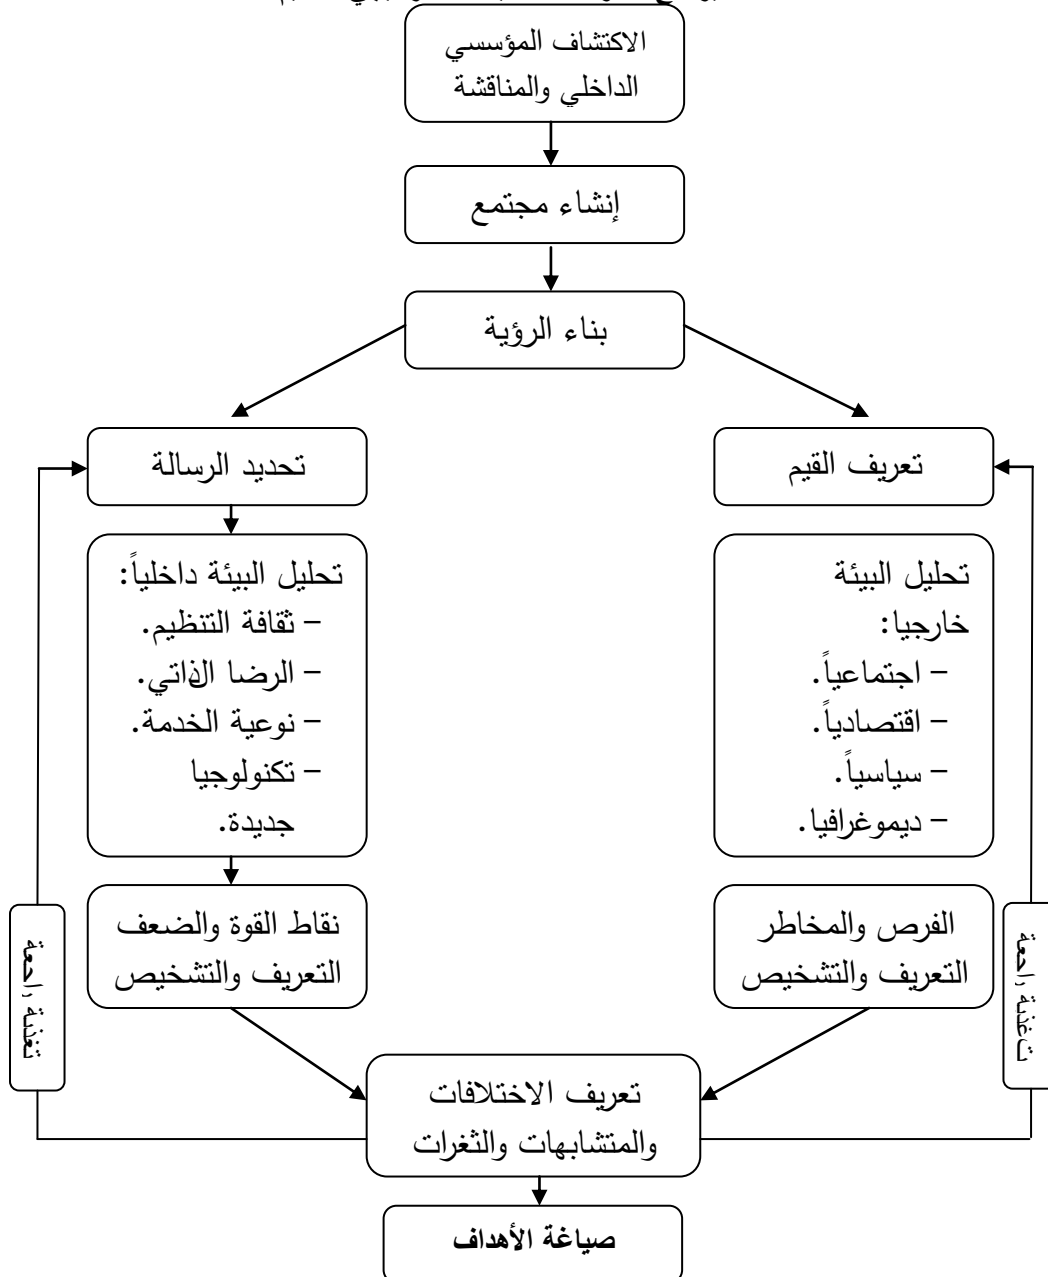 الاكتشاف المؤسسي
الداخلي والمناقشة
إنشاء مجتمع
بناء الرؤية
تعريف القيم
تحديد الرسالة
تحليل البيئة
خارجيا:
– اجتماعياً.
– اقتصادياً.
– سياسياً.
– ديموغرافيا.
تحليل البيئة داخلياً:
– ثقافة التنظيم.
– الرضا الذاتي.
– نوعية الخدمة.
– تكنولوجيا
جديدة.
الفرص والمخاطر
التعريف والتشخيص
نقاط القوة والضعف
التعريف والتشخيص
تغذية راجعة
تغذية راجعة
تعريف الاختلافات
والمتشابهات والثغرات
صياغة الأهداف